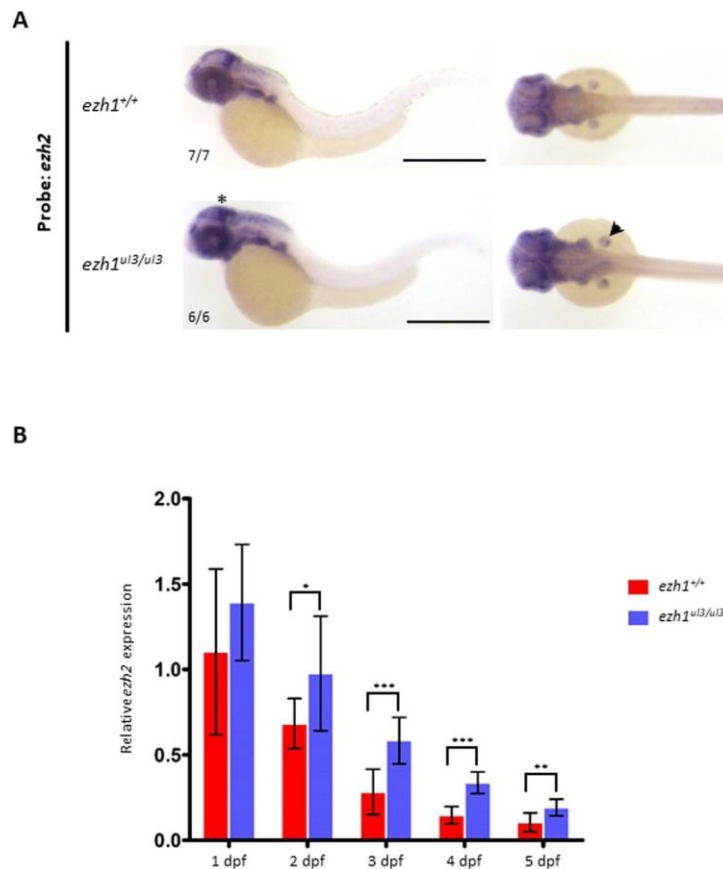 A
Probe: ezh2
ezh1+/+
7/7
*
ezh1ul3/ul3
6/6
B
Relative ezh2 expression
2.0
1.5
1.0
0.5
0.0
*
***
***
**
1 dpf
2 dpf
3 dpf
4 dpf
5 dpf
ezh1+/+
ezh1ul3/ul3